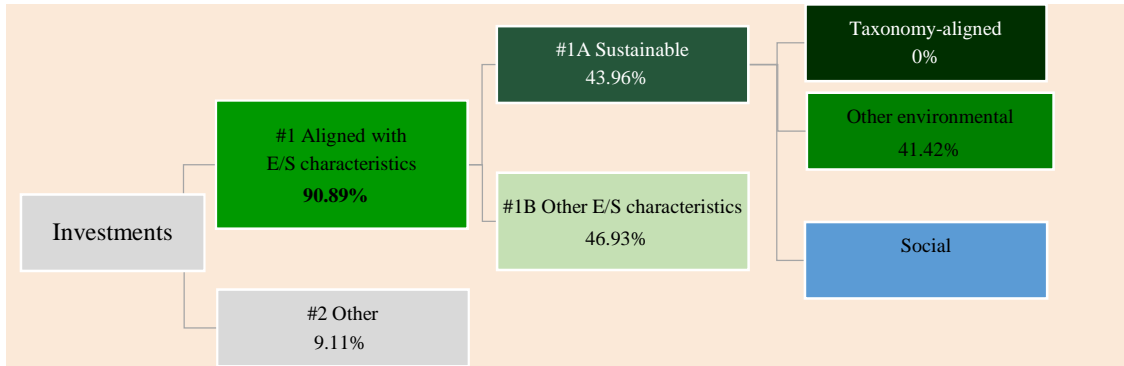 Investments
#1 Aligned with
E/S characteristics
90.89%
#2 Other
9.11%
#1A Sustainable
43.96%
#1B Other E/S characteristics
46.93%
Taxonomy-aligned
0%
Other environmental
41.42%
Social